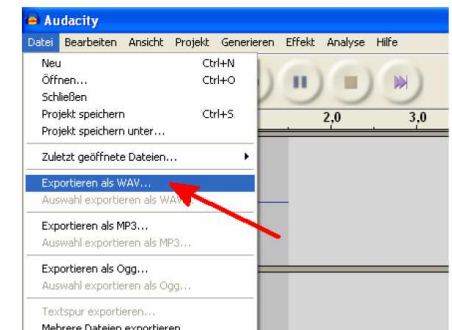 Audacity
Datei Bearbeiten Ansicht Projekt Generieren Effekt Analyse Hilfe
Neu Ctrl+N
Öffnen... Ctrl+O
Schließen
Projekt speichern Ctrl+S
Projekt speichern unter...
2,0 3,0
Zuletzt geöffnete Dateien...
Exportieren als WAV...
Auswahl exportieren als WAV
Exportieren als MP3...
Auswahl exportieren als MP3...
Exportieren als Ogg...
Auswahl exportieren als Ogg...
Textspur exportieren...
Mehrere Dateien exportieren